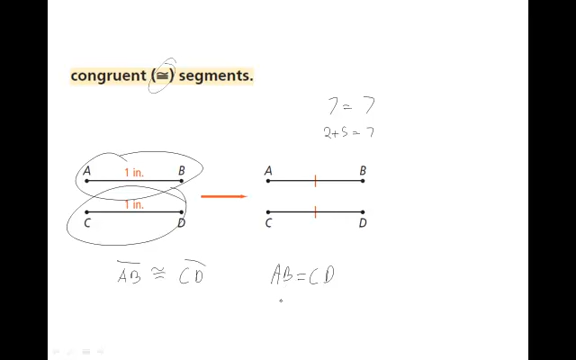 congruent (≅) segments.
7 = 7
2+5 = 7
A 1 in. B
A B
C 1 in. D
C D
AB ≅ CD
AB = CD